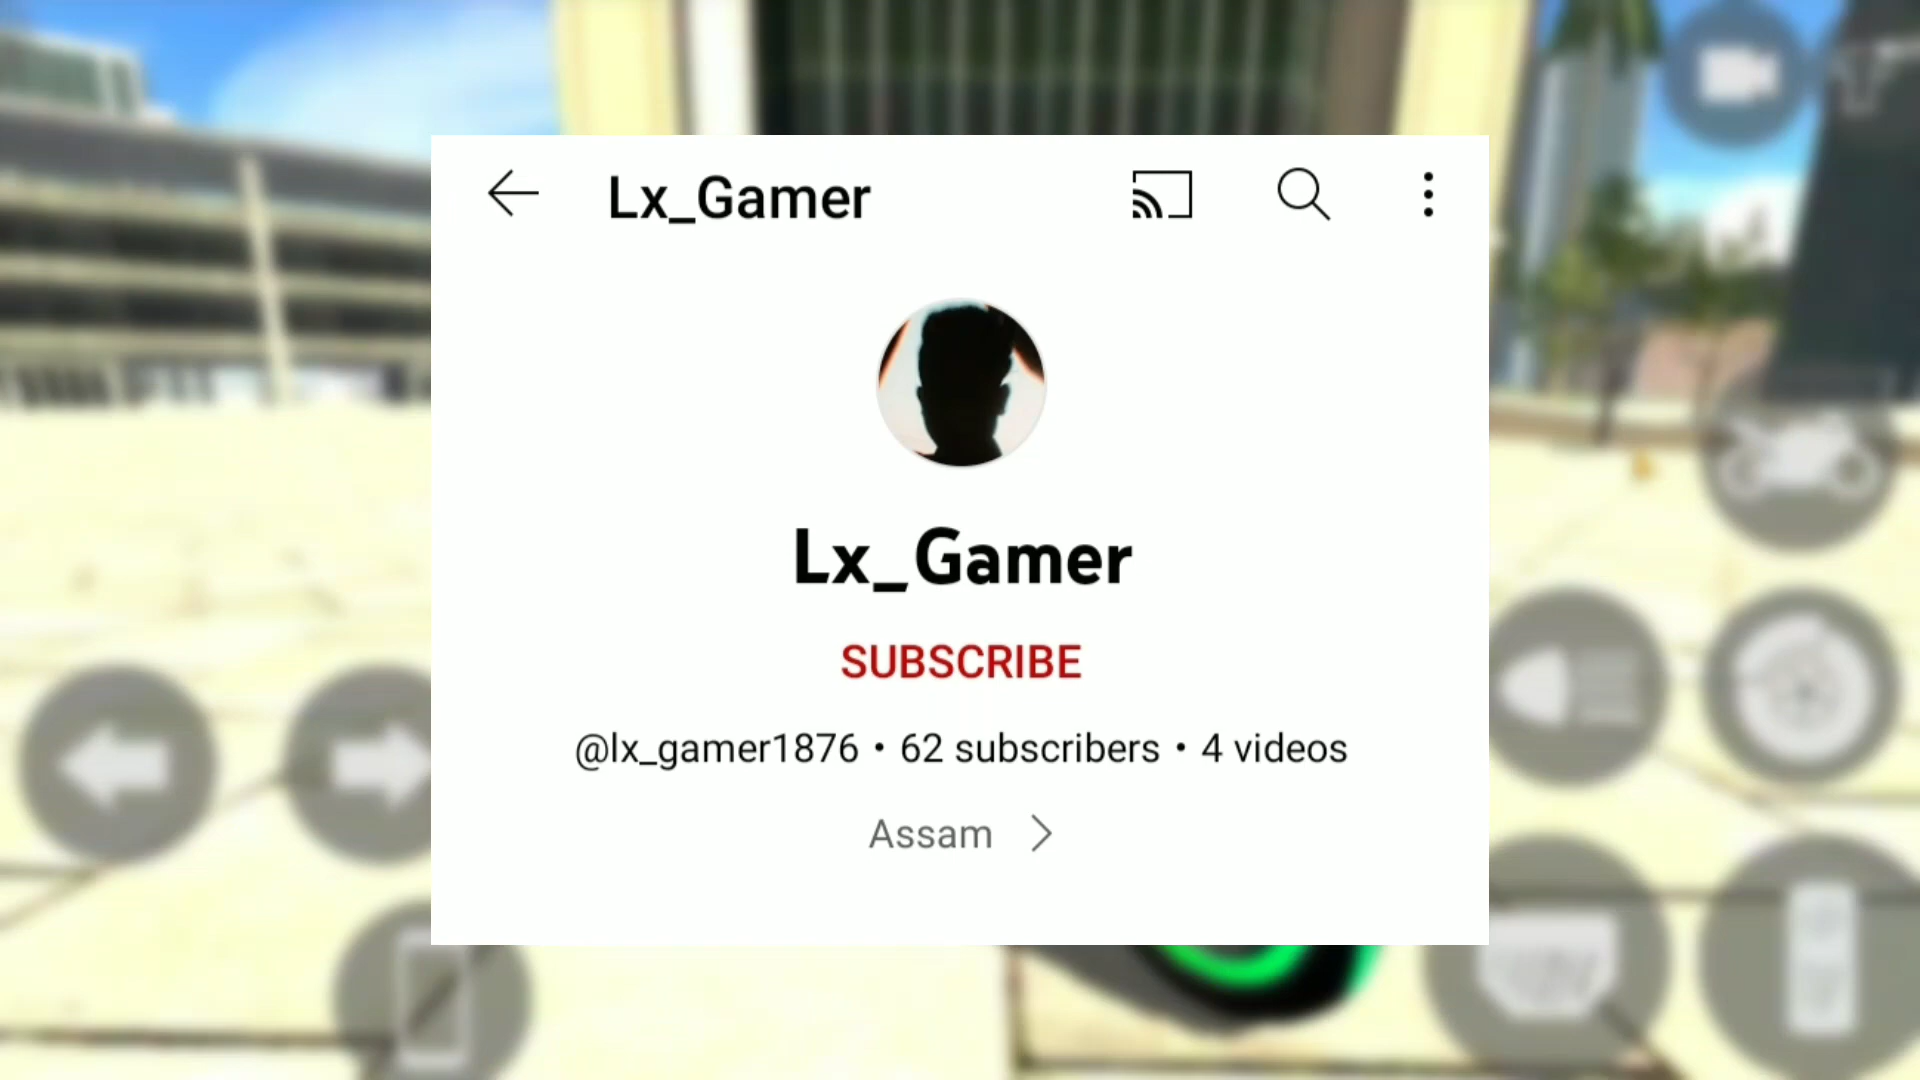 Lx_Gamer
Lx_Gamer
SUBSCRIBE
@lx_gamer1876 • 62 subscribers • 4 videos
Assam